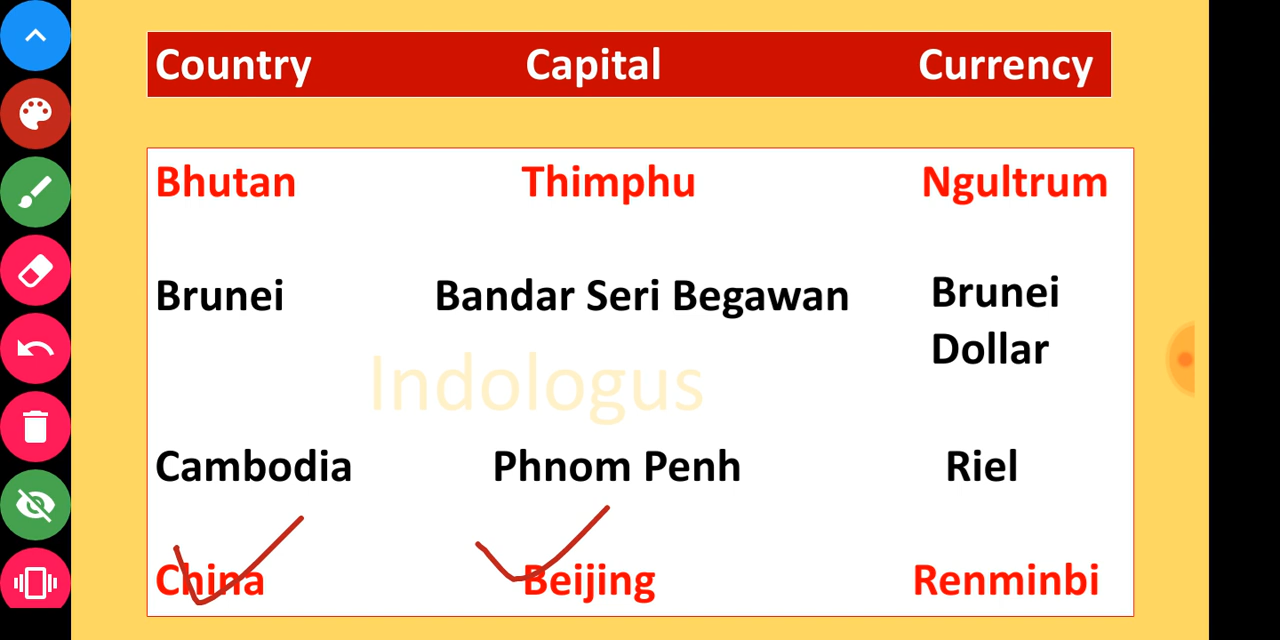 Country Capital Currency
Bhutan Thimphu Ngultrum
Brunei Bandar Seri Begawan Brunei
Dollar
Indologus
Cambodia Phnom Penh Riel
China Beijing Renminbi